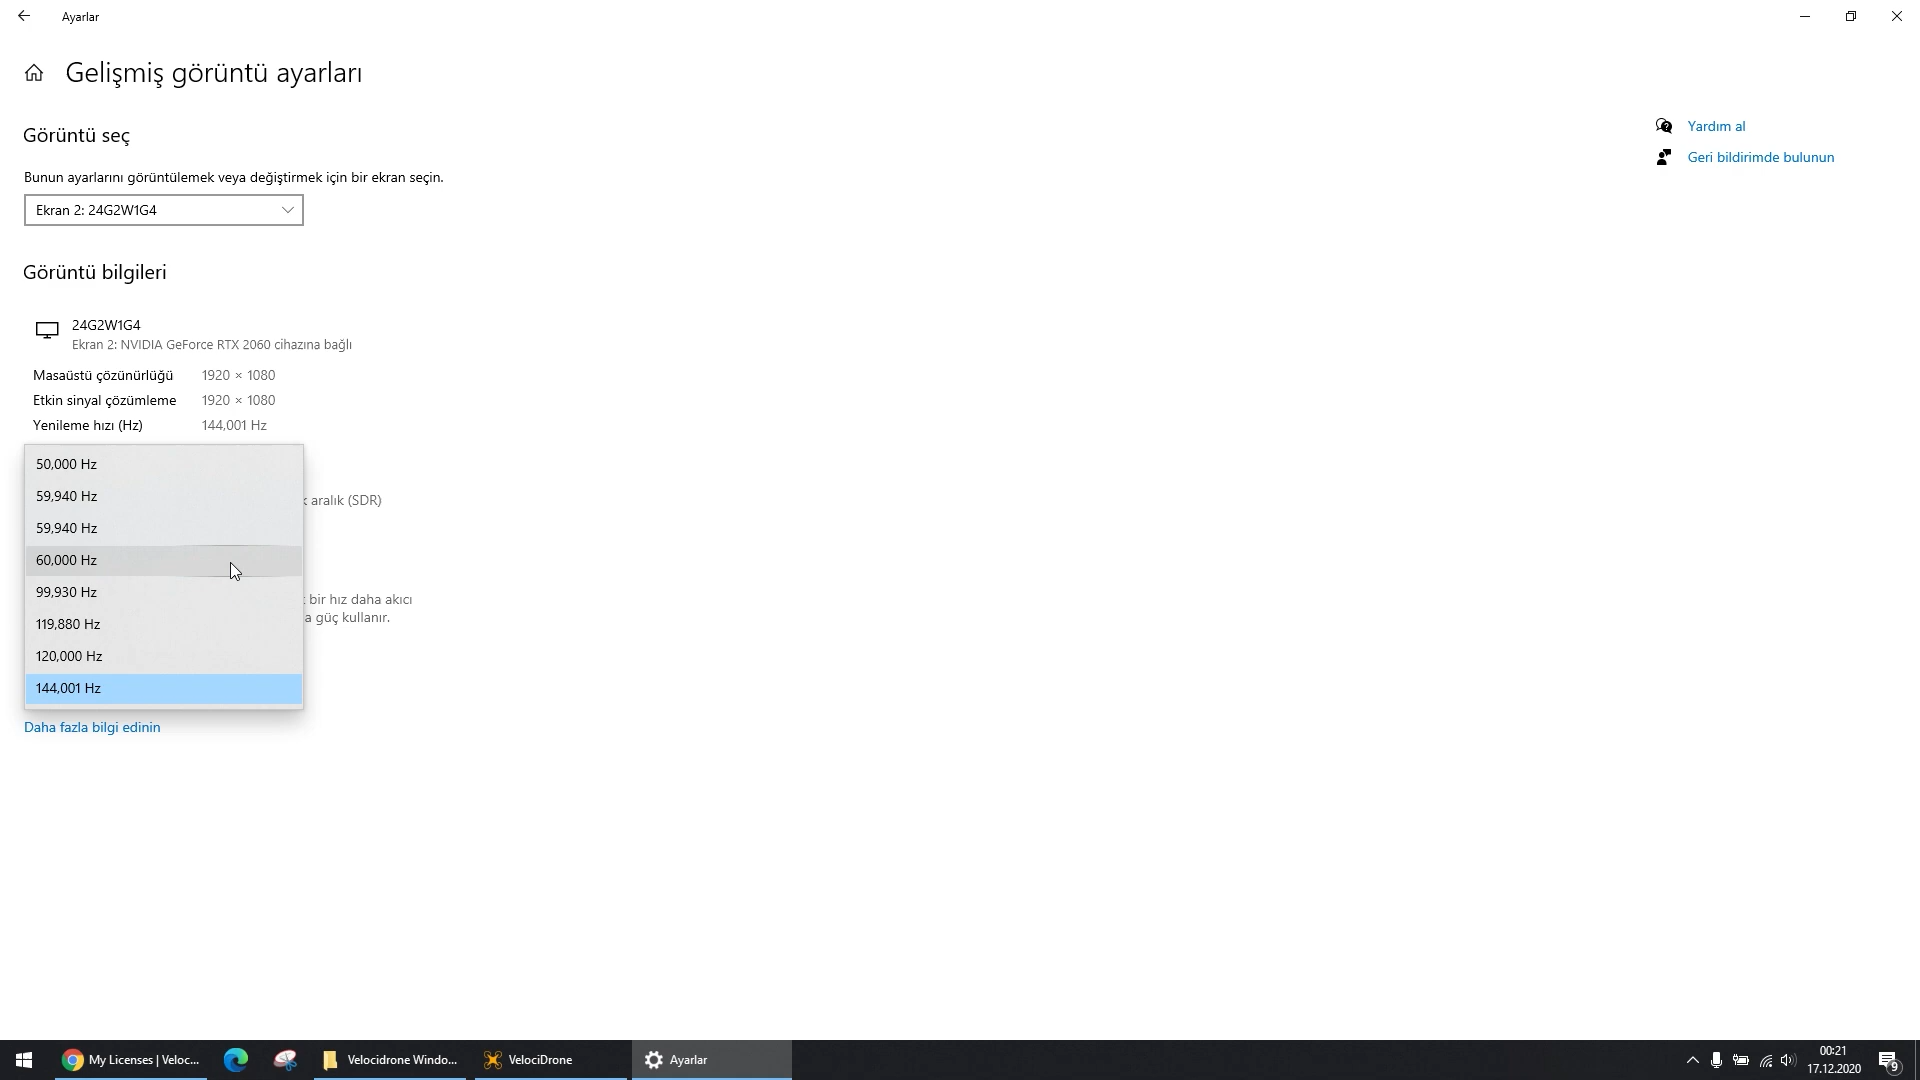 Ayarlar
Gelişmiş görüntü ayarları
Görüntü seç
Bunun ayarlarını görüntülemek veya değiştirmek için bir ekran seçin.
Ekran 2: 24G2W1G4
Yardım al
Geri bildirimde bulunun
Görüntü bilgileri
24G2W1G4
Ekran 2: NVIDIA GeForce RTX 2060 cihazına bağlı
Masaüstü çözünürlüğü 1920 × 1080
Etkin sinyal çözümleme 1920 × 1080
Yenileme hızı (Hz) 144,001 Hz
50,000 Hz
59,940 Hz
aralık (SDR)
59,940 Hz
60,000 Hz
99,930 Hz
bir hız daha akıcı
a güç kullanır.
119,880 Hz
120,000 Hz
144,001 Hz
Daha fazla bilgi edinin
My Licenses | Veloc...
Velocidrone Windo...
VelociDrone
Ayarlar
00:21
17.12.2020
9